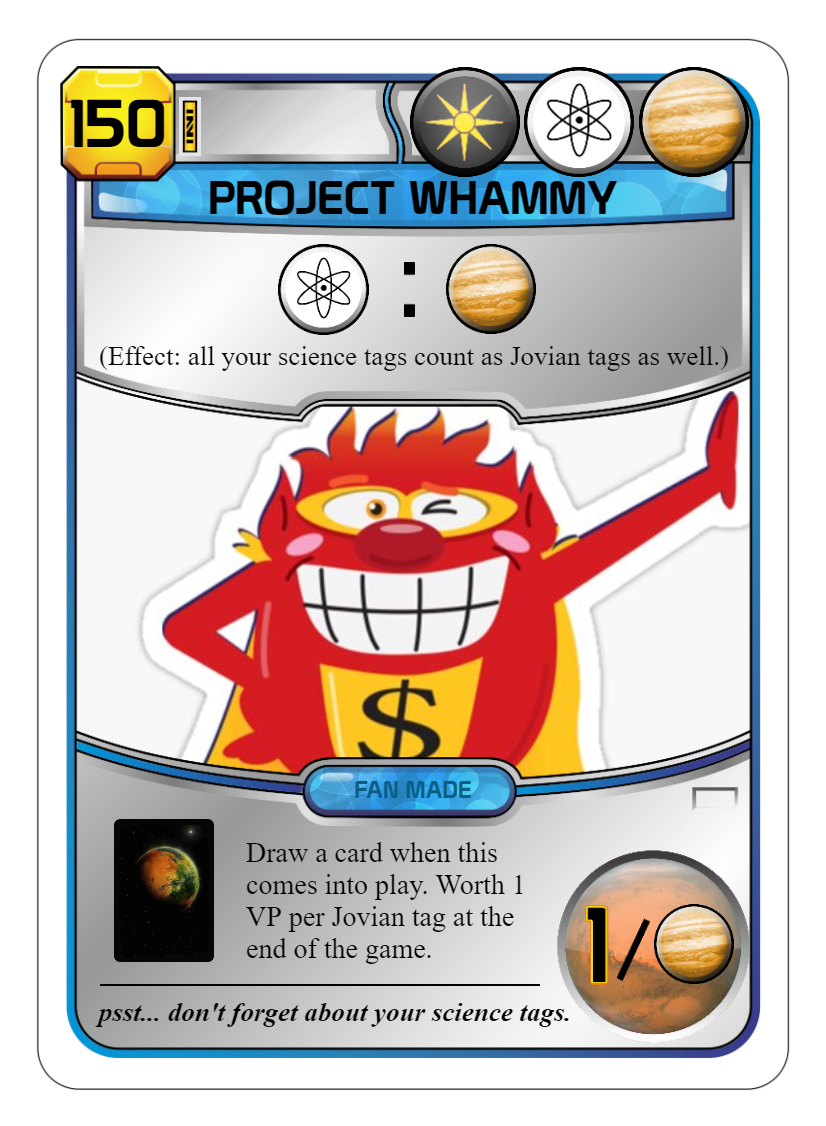 150
PROJECT WHAMMY
:
(Effect: all your science tags count as Jovian tags as well.)
$
FAN MADE
Draw a card when this
comes into play. Worth 1
VP per Jovian tag at the
end of the game.
1/
psst... don't forget about your science tags.